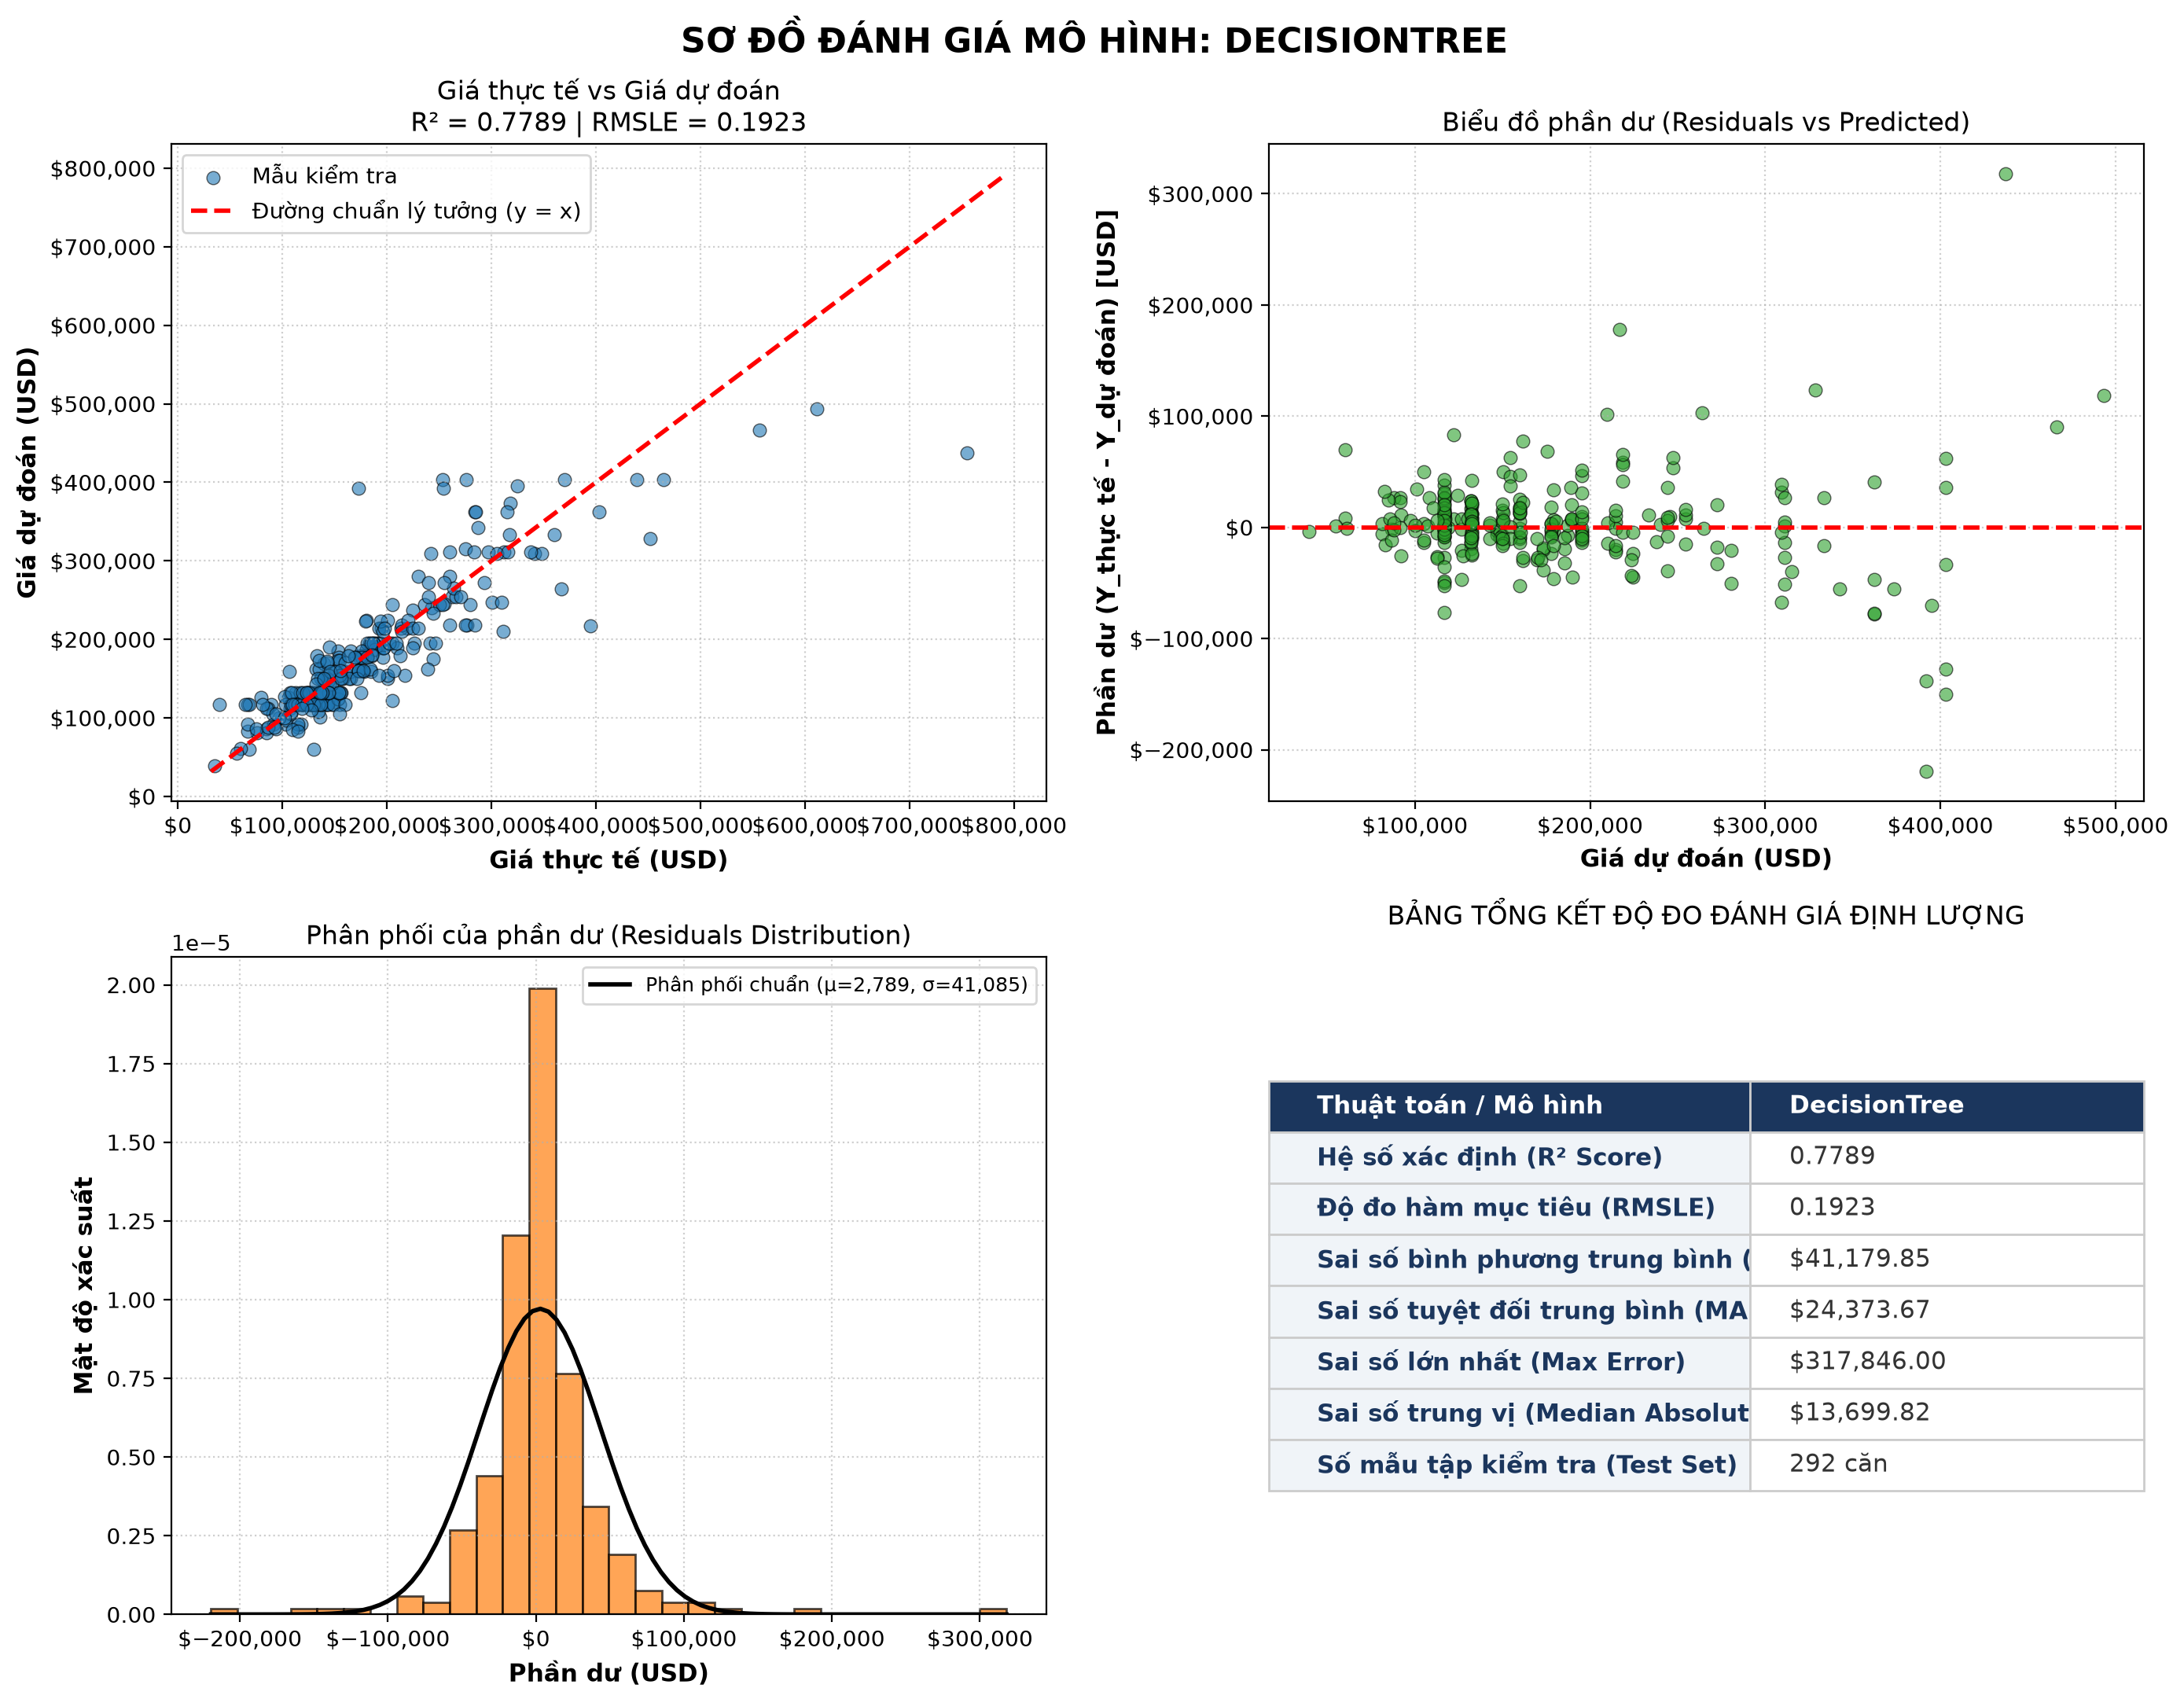 SƠ ĐỒ ĐÁNH GIÁ MÔ HÌNH: DECISIONTREE
Giá thực tế vs Giá dự đoán
R² = 0.7789 | RMSLE = 0.1923
Mẫu kiểm tra
Đường chuẩn lý tưởng (y = x)
Giá dự đoán (USD)
$800,000
$700,000
$600,000
$500,000
$400,000
$300,000
$200,000
$100,000
$0
$0 $100,000 $200,000 $300,000 $400,000 $500,000 $600,000 $700,000 $800,000
Giá thực tế (USD)
Biểu đồ phần dư (Residuals vs Predicted)
Phần dư (Y_thực tế - Y_dự đoán) [USD]
$300,000
$200,000
$100,000
$0
$−100,000
$−200,000
$100,000 $200,000 $300,000 $400,000 $500,000
Giá dự đoán (USD)
Phân phối của phần dư (Residuals Distribution)
1e−5
Phân phối chuẩn (μ=2,789, σ=41,085)
Mật độ xác suất
2.00
1.75
1.50
1.25
1.00
0.75
0.50
0.25
0.00
$−200,000 $−100,000 $0 $100,000 $200,000 $300,000
Phần dư (USD)
BẢNG TỔNG KẾT ĐỘ ĐO ĐÁNH GIÁ ĐỊNH LƯỢNG
Thuật toán / Mô hình DecisionTree
Hệ số xác định (R² Score) 0.7789
Độ đo hàm mục tiêu (RMSLE) 0.1923
Sai số bình phương trung bình ( $41,179.85
Sai số tuyệt đối trung bình (MA $24,373.67
Sai số lớn nhất (Max Error) $317,846.00
Sai số trung vị (Median Absolut $13,699.82
Số mẫu tập kiểm tra (Test Set) 292 căn